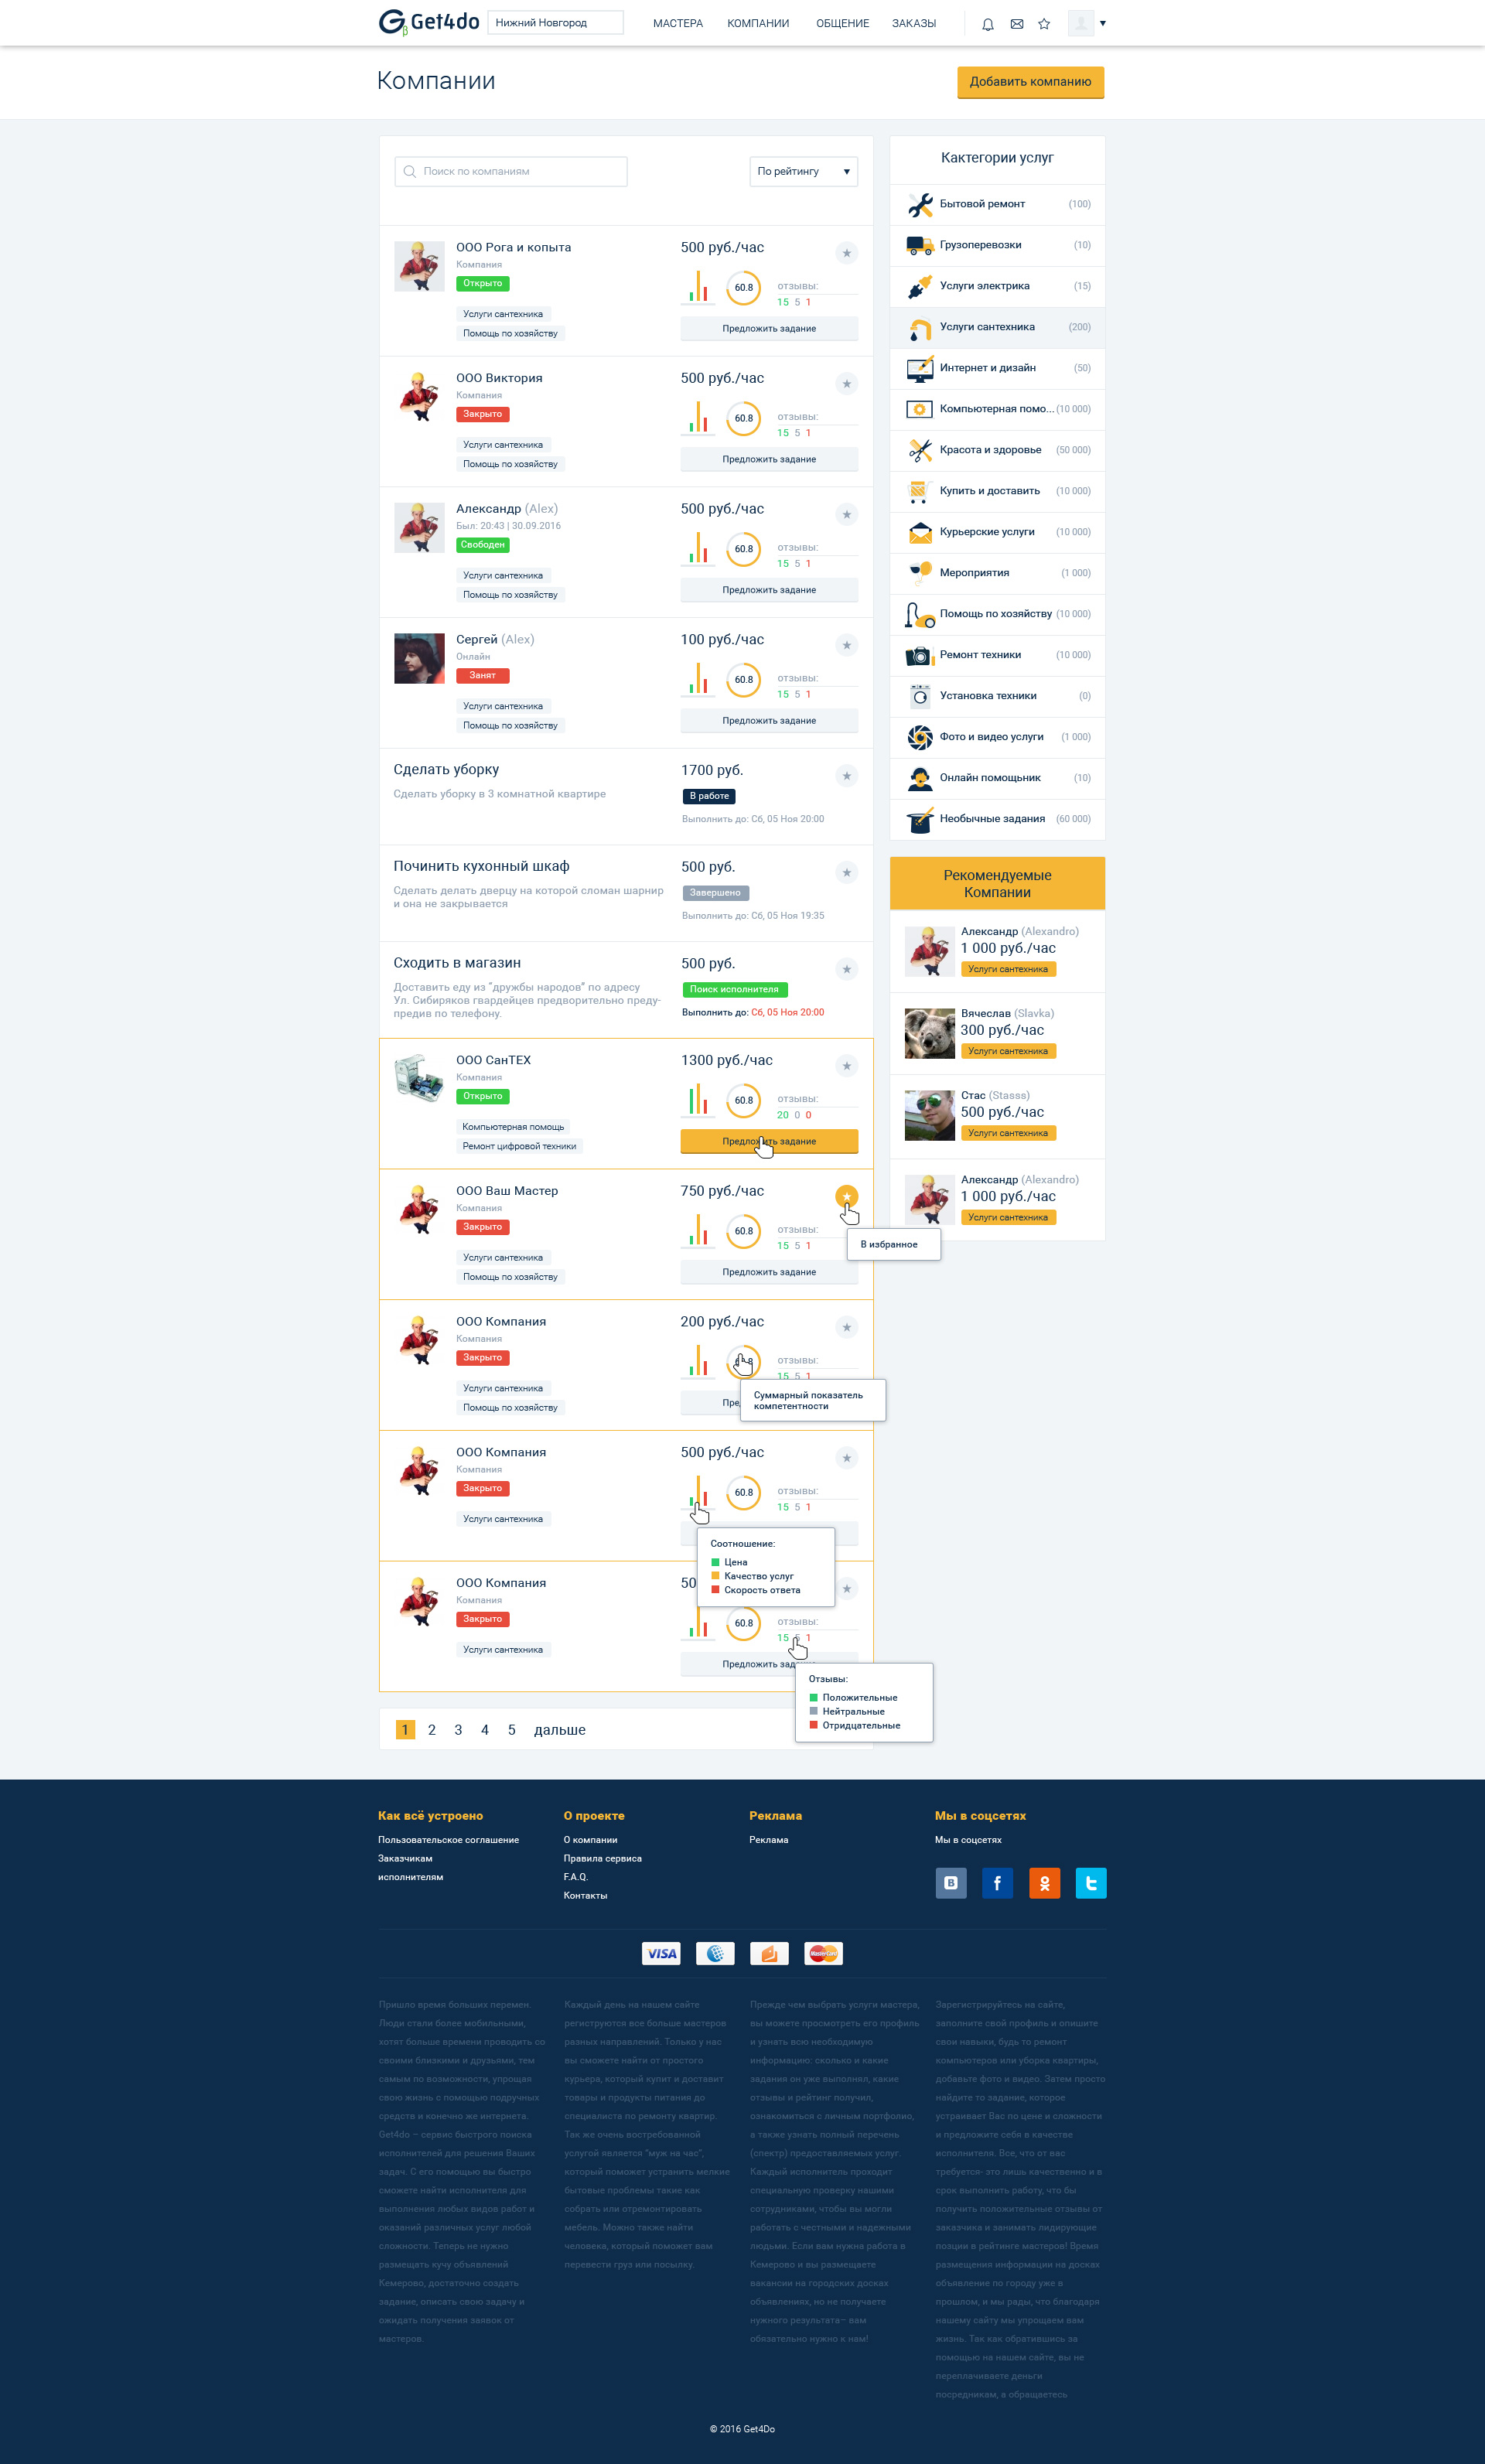 Get4do
β
Нижний Новгород
МАСТЕРА
КОМПАНИИ
ОБЩЕНИЕ
ЗАКАЗЫ
Компании
Добавить компанию
Поиск по компаниям
По рейтингу
ООО Рога и копыта
Компания
Открыто
Услуги сантехника
Помощь по хозяйству
500 руб./час
60.8
отзывы:
15 5 1
Предложить задание
ООО Виктория
Компания
Закрыто
Услуги сантехника
Помощь по хозяйству
500 руб./час
60.8
отзывы:
15 5 1
Предложить задание
Александр (Alex)
Был: 20:43 | 30.09.2016
Свободен
Услуги сантехника
Помощь по хозяйству
500 руб./час
60.8
отзывы:
15 5 1
Предложить задание
Сергей (Alex)
Онлайн
Занят
Услуги сантехника
Помощь по хозяйству
100 руб./час
60.8
отзывы:
15 5 1
Предложить задание
Сделать уборку
Сделать уборку в 3 комнатной квартире
1700 руб.
В работе
Выполнить до: Сб, 05 Ноя 20:00
Починить кухонный шкаф
Сделать делать дверцу на которой сломан шарнир
и она не закрывается
500 руб.
Завершено
Выполнить до: Сб, 05 Ноя 19:35
Сходить в магазин
Доставить еду из "дружбы народов" по адресу
Ул. Сибиряков гвардейцев предворительно преду-
предив по телефону.
500 руб.
Поиск исполнителя
Выполнить до: Сб, 05 Ноя 20:00
ООО СанТЕХ
Компания
Открыто
Компьютерная помощь
Ремонт цифровой техники
1300 руб./час
60.8
отзывы:
20 0 0
Предложить задание
ООО Ваш Мастер
Компания
Закрыто
Услуги сантехника
Помощь по хозяйству
750 руб./час
60.8
отзывы:
15 5 1
Предложить задание
В избранное
ООО Компания
Компания
Закрыто
Услуги сантехника
Помощь по хозяйству
200 руб./час
отзывы:
15 5 1
Суммарный показатель
компетентности
ООО Компания
Компания
Закрыто
Услуги сантехника
500 руб./час
60.8
отзывы:
15 5 1
Соотношение:
Цена
Качество услуг
Скорость ответа
ООО Компания
Компания
Закрыто
Услуги сантехника
50
60.8
отзывы:
15 5 1
Предложить задание
Отзывы:
Положительные
Нейтральные
Отридцательные
1 2 3 4 5 дальше
Кактегории услуг
Бытовой ремонт (100)
Грузоперевозки (10)
Услуги электрика (15)
Услуги сантехника (200)
Интернет и дизайн (50)
Компьютерная помо... (10 000)
Красота и здоровье (50 000)
Купить и доставить (10 000)
Курьерские услуги (10 000)
Мероприятия (1 000)
Помощь по хозяйству (10 000)
Ремонт техники (10 000)
Установка техники (0)
Фото и видео услуги (1 000)
Онлайн помощьник (10)
Необычные задания (60 000)
Рекомендуемые
Компании
Александр (Alexandro)
1 000 руб./час
Услуги сантехника
Вячеслав (Slavka)
300 руб./час
Услуги сантехника
Стас (Stasss)
500 руб./час
Услуги сантехника
Александр (Alexandro)
1 000 руб./час
Услуги сантехника
Как всё устроено
Пользовательское соглашение
Заказчикам
исполнителям
О проекте
О компании
Правила сервиса
F.A.Q.
Контакты
Реклама
Реклама
Мы в соцсетях
Мы в соцсетях
VISA
MasterCard
Пришло время больших перемен.
Люди стали более мобильными,
хотят больше времени проводить со
своими близкими и друзьями, тем
самым по возможности, упрощая
свою жизнь с помощью подручных
средств и конечно же интернета.
Get4do – сервис быстрого поиска
исполнителей для решения Ваших
задач. С его помощью вы быстро
сможете найти исполнителя для
выполнения любых видов работ и
оказаний различных услуг любой
сложности. Теперь не нужно
размещать кучу объявлений
Кемерово, достаточно создать
задание, описать свою задачу и
ожидать получения заявок от
мастеров.
Каждый день на нашем сайте
региструются все больше мастеров
разных направлений. Только у нас
вы сможете найти от простого
курьера, который купит и доставит
товары и продукты питания до
специалиста по ремонту квартир.
Так же очень востребованной
услугой является "муж на час",
который поможет устранить мелкие
бытовые проблемы такие как
собрать или отремонтировать
мебель. Можно также найти
человека, который поможет вам
перевести груз или посылку.
Прежде чем выбрать услуги мастера,
вы можете просмотреть его профиль
и узнать всю необходимую
информацию: сколько и какие
задания он уже выполнял, какие
отзывы и рейтинг получил,
ознакомиться с личным портфолио,
а также узнать полный перечень
(спектр) предоставляемых услуг.
Каждый исполнитель проходит
специальную проверку нашими
сотрудниками, чтобы вы могли
работать с честными и надежными
людьми. Если вам нужна работа в
Кемерово и вы размещаете
вакансии на городских досках
объявлениях, но не получаете
нужного результата– вам
обязательно нужно к нам!
Зарегистрируйтесь на сайте,
заполните свой профиль и опишите
свои навыки, будь то ремонт
компьютеров или уборка квартиры,
добавьте фото и видео. Затем просто
найдите то задание, которое
устраивает Вас по цене и сложности
и предложите себя в качестве
исполнителя. Все, что от вас
требуется- это лишь качественно и в
срок выполнить работу, что бы
получить положительные отзывы от
заказчика и занимать лидирующие
позции в рейтинге мастеров! Время
размещения информации на досках
объявление по городу уже в
прошлом, и мы рады, что благодаря
нашему сайту мы упрощаем вам
жизнь. Так как обратившись за
помощью на нашем сайте, вы не
переплачиваете деньги
посредникам, а обращаетесь
© 2016 Get4Do